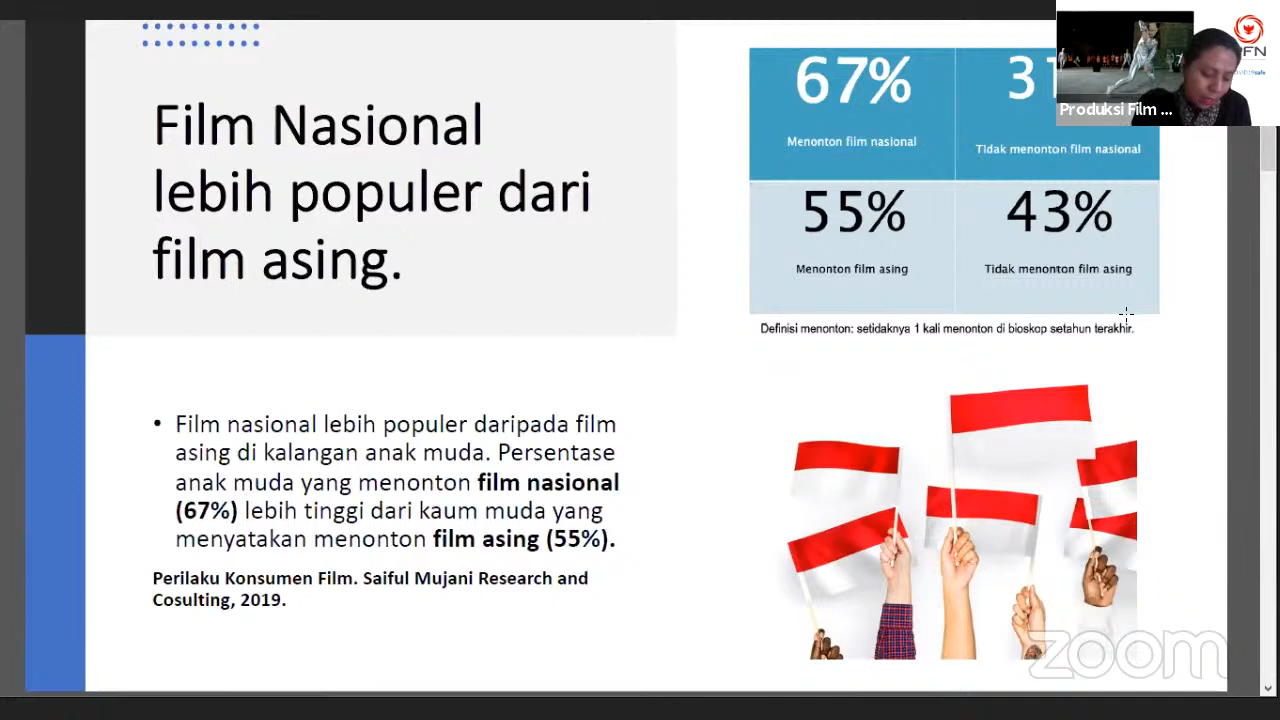 Film Nasional
lebih populer dari
film asing.
67%
Menonton film nasional
Tidak menonton film nasional
55%
43%
Menonton film asing
Tidak menonton film asing
Definisi menonton: setidaknya 1 kali menonton di bioskop setahun terakhir.
• Film nasional lebih populer daripada film
asing di kalangan anak muda. Persentase
anak muda yang menonton film nasional
(67%) lebih tinggi dari kaum muda yang
menyatakan menonton film asing (55%).
Perilaku Konsumen Film. Saiful Mujani Research and
Cosulting, 2019.
Produksi Film ...
zoom